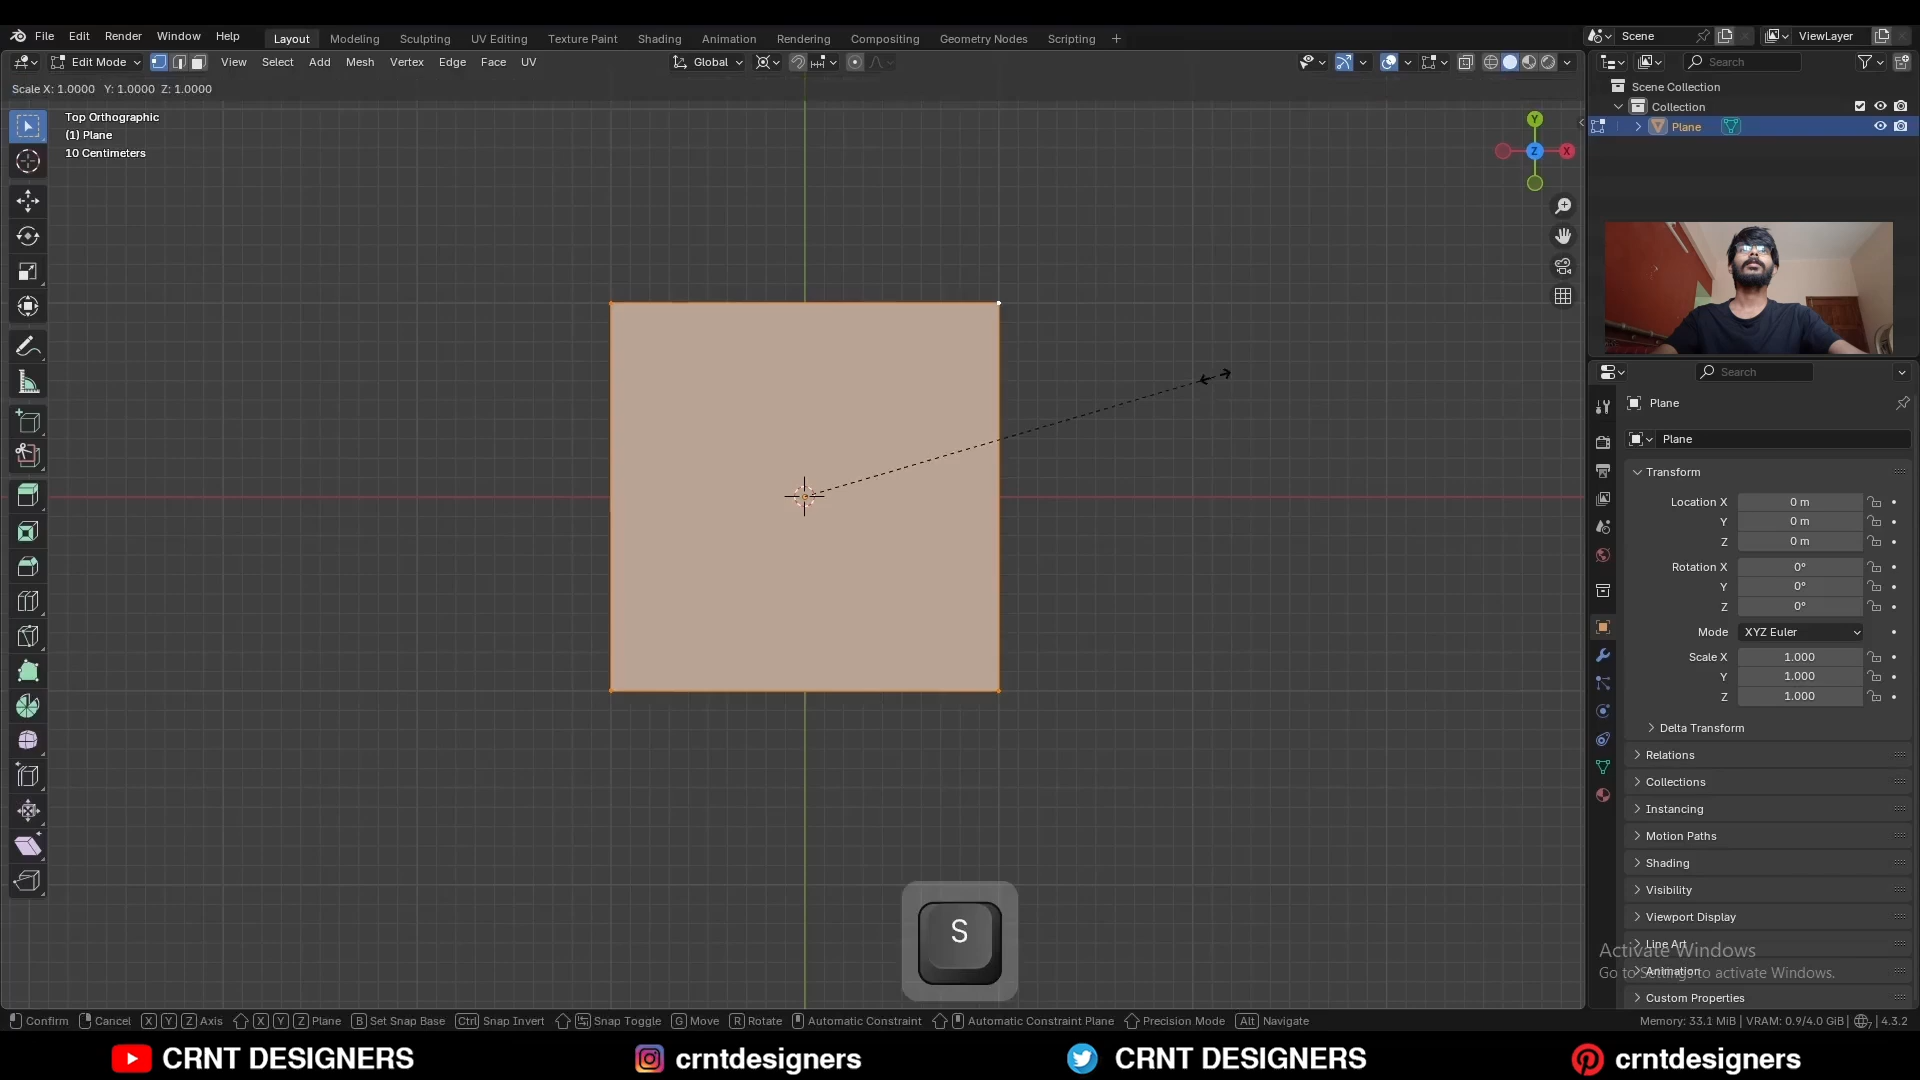 File Edit Render Window Help Layout Modeling Sculpting UV Editing Texture Paint Shading Animation Rendering Compositing Geometry Nodes Scripting
Scene ViewLayer
Edit Mode View Select Add Mesh Vertex Edge Face UV Global
Search
Scale X: 1.0000 Y: 1.0000 Z: 1.0000
Scene Collection
Collection
Plane
Top Orthographic
(1) Plane
10 Centimeters
Y
Z
X
Search
Plane
Plane
Transform
Location X 0 m
Y 0 m
Z 0 m
Rotation X 0°
Y 0°
Z 0°
Mode XYZ Euler
Scale X 1.000
Y 1.000
Z 1.000
Delta Transform
Relations
Collections
Instancing
Motion Paths
Shading
Visibility
Viewport Display
Line Art
Animation
Custom Properties
Activate Windows
Go to Settings to activate Windows.
S
Confirm Cancel X Y Z Axis X Y Z Plane B Set Snap Base Ctrl Snap Invert Snap Toggle G Move R Rotate Automatic Constraint Automatic Constraint Plane Precision Mode Alt Navigate
Memory: 33.1 MiB | VRAM: 0.9/4.0 GiB | 7 | 4.3.2
CRNT DESIGNERS crntdesigners CRNT DESIGNERS crntdesigners